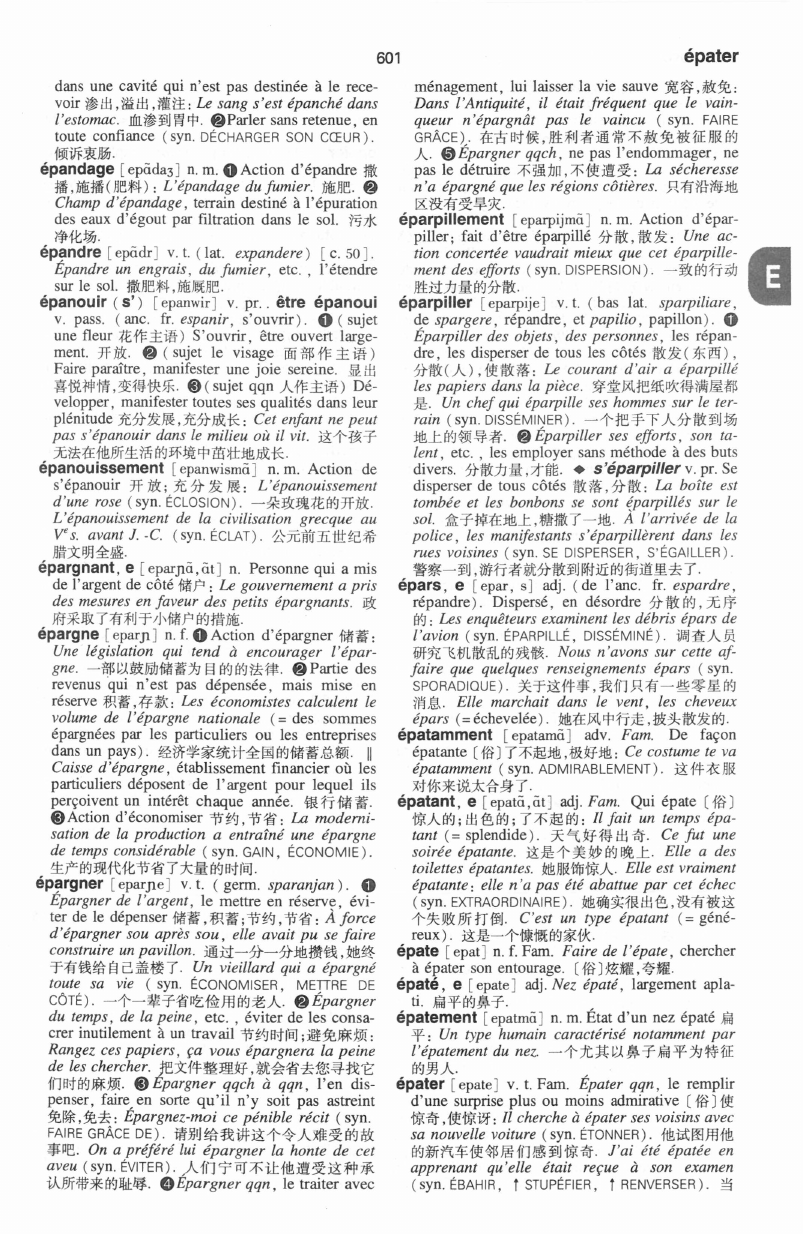 601
épater
dans une cavité qui n'est pas destinée à le rece-
voir 渗出,溢出,灌注: Le sang s'est épanché dans
l'estomac. 血渗到胃中. ❷Parler sans retenue, en
toute confiance (syn. DÉCHARGER SON CŒUR).
倾诉衷肠.
épandage [epɑ̃daʒ] n. m. ❶Action d'épandre 撒
播,施播(肥料): L'épandage du fumier. 施肥. ❷
Champ d'épandage, terrain destiné à l'épuration
des eaux d'égout par filtration dans le sol. 污水
净化场.
épandre [epɑ̃dr] v. t. (lat. expandere) [c. 50].
Épandre un engrais, du fumier, etc., l'étendre
sur le sol. 撒肥料,施厩肥.
épanouir (s') [epanwir] v. pr.. être épanoui
v. pass. (anc. fr. espanir, s'ouvrir). ❶(sujet
une fleur 花作主语) S'ouvrir, être ouvert large-
ment. 开放. ❷(sujet le visage 面部作主语)
Faire paraître, manifester une joie sereine. 显出
喜悦神情,变得快乐. ❸(sujet qqn 人作主语) Dé-
velopper, manifester toutes ses qualités dans leur
plénitude 充分发展,充分成长: Cet enfant ne peut
pas s'épanouir dans le milieu où il vit. 这个孩子
无法在他所生活的环境中茁壮地成长.
épanouissement [epanwismɑ̃] n. m. Action de
s'épanouir 开放; 充分发展: L'épanouissement
d'une rose (syn. ÉCLOSION). 一朵玫瑰花的开放.
L'épanouissement de la civilisation grecque au
Vᵉ s. avant J.-C. (syn. ÉCLAT). 公元前五世纪希
腊文明全盛.
épargnant, e [eparɲɑ̃,ɑ̃t] n. Personne qui a mis
de l'argent de côté 储户: Le gouvernement a pris
des mesures en faveur des petits épargnants. 政
府采取了有利于小储户的措施.
épargne [eparɲ] n. f. ❶Action d'épargner 储蓄:
Une législation qui tend à encourager l'épar-
gne. 一部以鼓励储蓄为目的的法律. ❷Partie des
revenus qui n'est pas dépensée, mais mise en
réserve 积蓄,存款: Les économistes calculent le
volume de l'épargne nationale (= des sommes
épargnées par les particuliers ou les entreprises
dans un pays). 经济学家统计全国的储蓄总额. ‖
Caisse d'épargne, établissement financier où les
particuliers déposent de l'argent pour lequel ils
perçoivent un intérêt chaque année. 银行储蓄.
❸Action d'économiser 节约,节省: La moderni-
sation de la production a entraîné une épargne
de temps considérable (syn. GAIN, ÉCONOMIE).
生产的现代化节省了大量的时间.
épargner [eparɲe] v. t. (germ. sparanjan). ❶
Épargner de l'argent, le mettre en réserve, évi-
ter de le dépenser 储蓄,积蓄;节约,节省: À force
d'épargner sou après sou, elle avait pu se faire
construire un pavillon. 通过一分一分地攒钱,她终
于有钱给自己盖楼了. Un vieillard qui a épargné
toute sa vie (syn. ÉCONOMISER, METTRE DE
CÔTÉ). 一个一辈子省吃俭用的老人. ❷Épargner
du temps, de la peine, etc., éviter de les consa-
crer inutilement à un travail 节约时间;避免麻烦:
Rangez ces papiers, ça vous épargnera la peine
de les chercher. 把文件整理好,就会省去您寻找它
们时的麻烦. ❸Épargner qqch à qqn, l'en dis-
penser, faire en sorte qu'il n'y soit pas astreint
免除,免去: Épargnez-moi ce pénible récit (syn.
FAIRE GRÂCE DE). 请别给我讲这个令人难受的故
事吧. On a préféré lui épargner la honte de cet
aveu (syn. ÉVITER). 人们宁可不让他遭受这种承
认所带来的耻辱. ❹Épargner qqn, le traiter avec
ménagement, lui laisser la vie sauve 宽容,赦免:
Dans l'Antiquité, il était fréquent que le vain-
queur n'épargnât pas le vaincu (syn. FAIRE
GRÂCE). 在古时候,胜利者通常不赦免被征服的
人. ❺Épargner qqch, ne pas l'endommager, ne
pas le détruire 不强加,不使遭受: La sécheresse
n'a épargné que les régions côtières. 只有沿海地
区没有受旱灾.
éparpillement [eparpijmɑ̃] n. m. Action d'épar-
piller; fait d'être éparpillé 分散,散发: Une ac-
tion concertée vaudrait mieux que cet éparpille-
ment des efforts (syn. DISPERSION). 一致的行动
胜过力量的分散.
éparpiller [eparpije] v. t. (bas lat. sparpiliare,
de spargere, répandre, et papilio, papillon). ❶
Éparpiller des objets, des personnes, les répan-
dre, les disperser de tous les côtés 散发(东西),
分散(人),使散落: Le courant d'air a éparpillé
les papiers dans la pièce. 穿堂风把纸吹得满屋都
是. Un chef qui éparpille ses hommes sur le ter-
rain (syn. DISSÉMINER). 一个把手下人分散到场
地上的领导者. ❷Éparpiller ses efforts, son ta-
lent, etc., les employer sans méthode à des buts
divers. 分散力量,才能. ◆ s'éparpiller v. pr. Se
disperser de tous côtés 散落,分散: La boîte est
tombée et les bonbons se sont éparpillés sur le
sol. 盒子掉在地上,糖撒了一地. À l'arrivée de la
police, les manifestants s'éparpillèrent dans les
rues voisines (syn. SE DISPERSER, S'ÉGAILLER).
警察一到,游行者就分散到附近的街道里去了.
épars, e [epar, s] adj. (de l'anc. fr. espardre,
répandre). Dispersé, en désordre 分散的,无序
的: Les enquêteurs examinent les débris épars de
l'avion (syn. ÉPARPILLÉ, DISSÉMINÉ). 调查人员
研究飞机散乱的残骸. Nous n'avons sur cette af-
faire que quelques renseignements épars (syn.
SPORADIQUE). 关于这件事,我们只有一些零星的
消息. Elle marchait dans le vent, les cheveux
épars (=échevelée). 她在风中行走,披头散发的.
épatamment [epatamɑ̃] adv. Fam. De façon
épatante〔俗〕了不起地,极好地: Ce costume te va
épatamment (syn. ADMIRABLEMENT). 这件衣服
对你来说太合身了.
épatant, e [epatɑ̃,ɑ̃t] adj. Fam. Qui épate〔俗〕
惊人的;出色的;了不起的: Il fait un temps épa-
tant (= splendide). 天气好得出奇. Ce fut une
soirée épatante. 这是个美妙的晚上. Elle a des
toilettes épatantes. 她服饰惊人. Elle est vraiment
épatante: elle n'a pas été abattue par cet échec
(syn. EXTRAORDINAIRE). 她确实很出色,没有被这
个失败所打倒. C'est un type épatant (= géné-
reux). 这是一个慷慨的家伙.
épate [epat] n. f. Fam. Faire de l'épate, chercher
à épater son entourage.〔俗〕炫耀,夸耀.
épaté, e [epate] adj. Nez épaté, largement apla-
ti. 扁平的鼻子.
épatement [epatmɑ̃] n. m. État d'un nez épaté 扁
平: Un type humain caractérisé notamment par
l'épatement du nez. 一个尤其以鼻子扁平为特征
的男人.
épater [epate] v. t. Fam. Épater qqn, le remplir
d'une surprise plus ou moins admirative〔俗〕使
惊奇,使惊讶: Il cherche à épater ses voisins avec
sa nouvelle voiture (syn. ÉTONNER). 他试图用他
的新汽车使邻居们感到惊奇. J'ai été épatée en
apprenant qu'elle était reçue à son examen
(syn. ÉBAHIR, ↑ STUPÉFIER, ↑ RENVERSER). 当
E